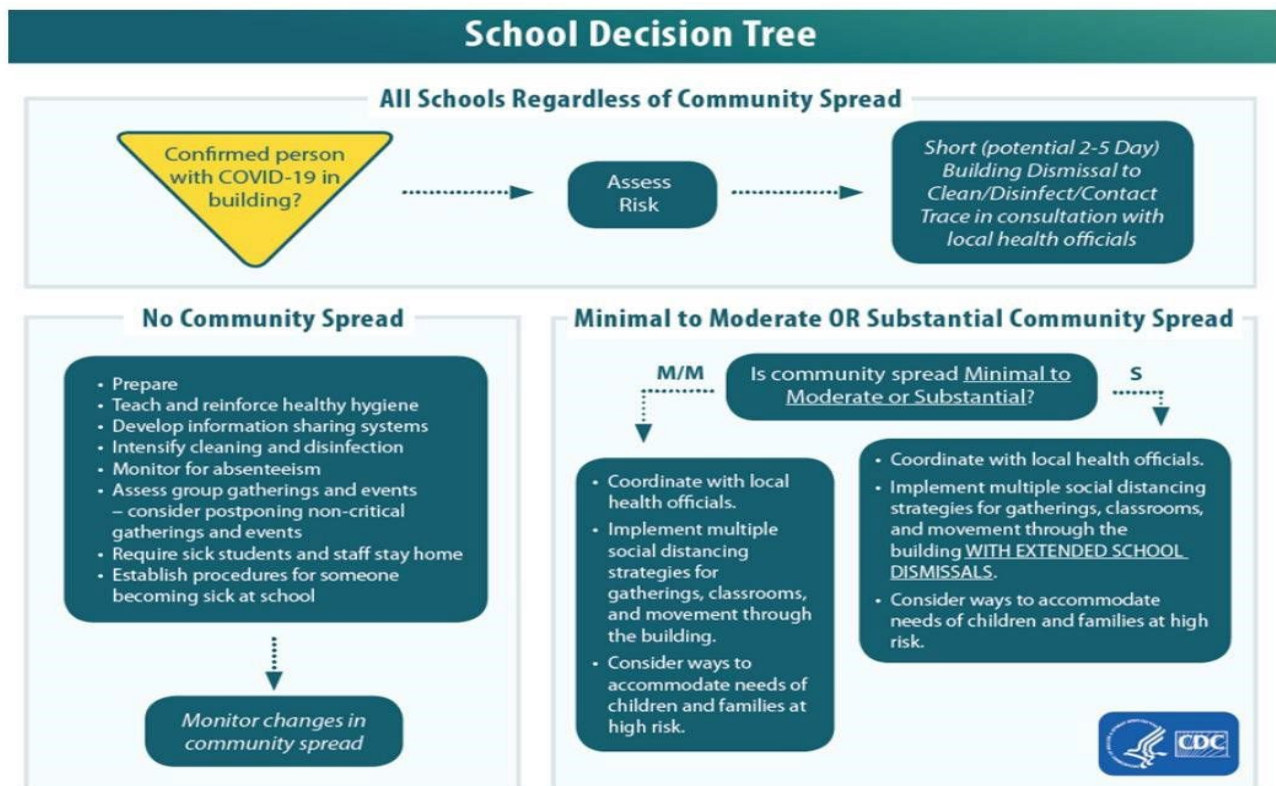 School Decision Tree
All Schools Regardless of Community Spread
Confirmed person
with COVID-19 in
building?
Assess
Risk
Short (potential 2-5 Day)
Building Dismissal to
Clean/Disinfect/Contact
Trace in consultation with
local health officials
No Community Spread
• Prepare
• Teach and reinforce healthy hygiene
• Develop information sharing systems
• Intensify cleaning and disinfection
• Monitor for absenteeism
• Assess group gatherings and events
– consider postponing non-critical
gatherings and events
• Require sick students and staff stay home
• Establish procedures for someone
becoming sick at school
Monitor changes in
community spread
Minimal to Moderate OR Substantial Community Spread
Is community spread Minimal to
Moderate or Substantial?
M/M
• Coordinate with local
health officials.
• Implement multiple
social distancing
strategies for
gatherings, classrooms,
and movement through
the building.
• Consider ways to
accommodate needs of
children and families at
high risk.
S
• Coordinate with local health officials.
• Implement multiple social distancing
strategies for gatherings, classrooms,
and movement through the
building WITH EXTENDED SCHOOL
DISMISSALS.
• Consider ways to accommodate
needs of children and families at high
risk.
CDC